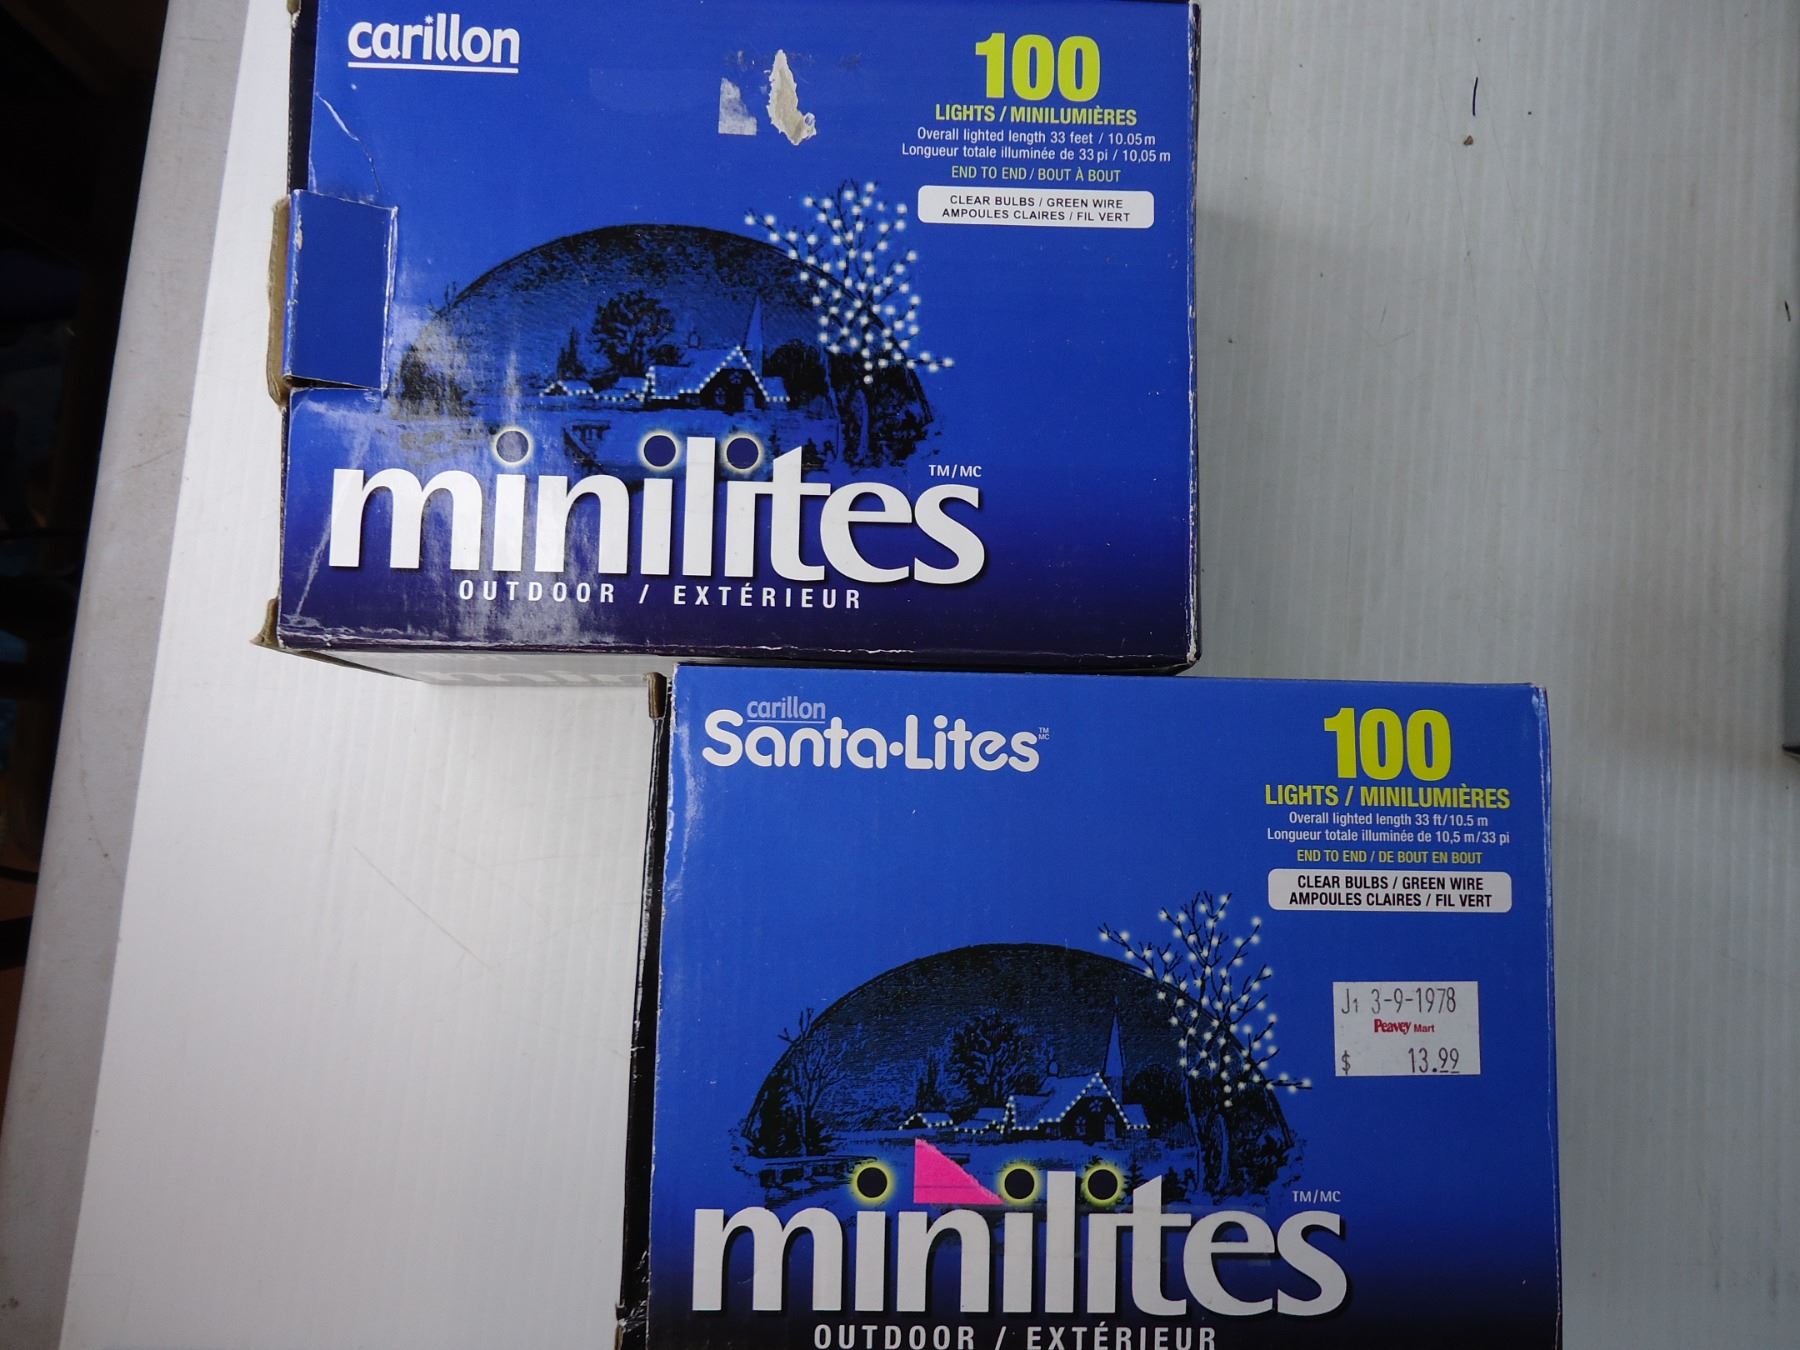 carillon
100
LIGHTS / MINILUMIÈRES
Overall lighted length 33 feet / 10.05 m
Longueur totale illuminée de 33 pi / 10,05 m
END TO END / BOUT À BOUT
CLEAR BULBS / GREEN WIRE
AMPOULES CLAIRES / FIL VERT
minilites TM/MC
OUTDOOR / EXTÉRIEUR
carillon
Santa•Lites TM MC
100
LIGHTS / MINILUMIÈRES
Overall lighted length 33 ft/10.5 m
Longueur totale illuminée de 10,5 m/33 pi
END TO END / DE BOUT EN BOUT
CLEAR BULBS / GREEN WIRE
AMPOULES CLAIRES / FIL VERT
J1 3-9-1978
Peavey Mart
$ 13.99
minilites TM/MC
OUTDOOR / EXTÉRIEUR